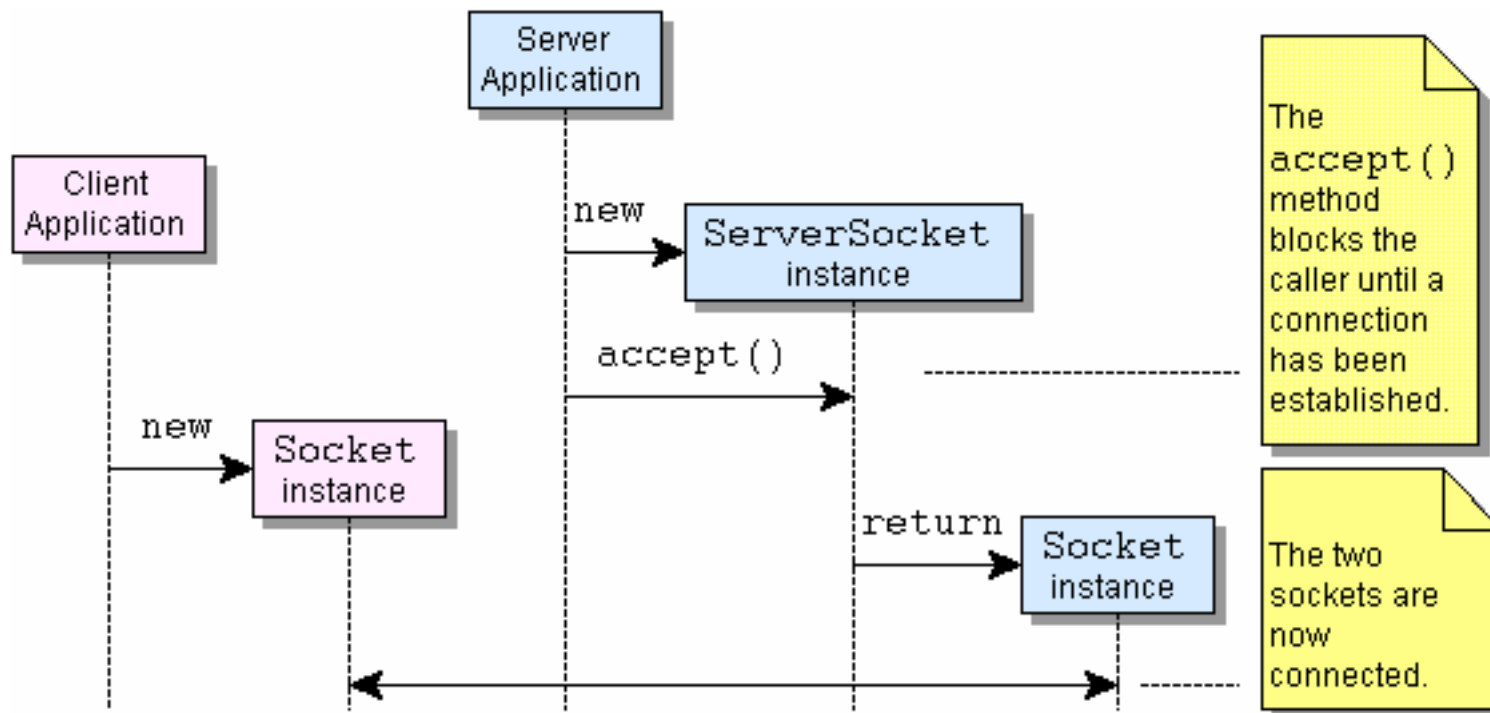 Server
Application
Client
Application
new
ServerSocket
instance
accept()
new
Socket
instance
return
Socket
instance
The
accept()
method
blocks the
caller until a
connection
has been
established.
The two
sockets are
now
connected.